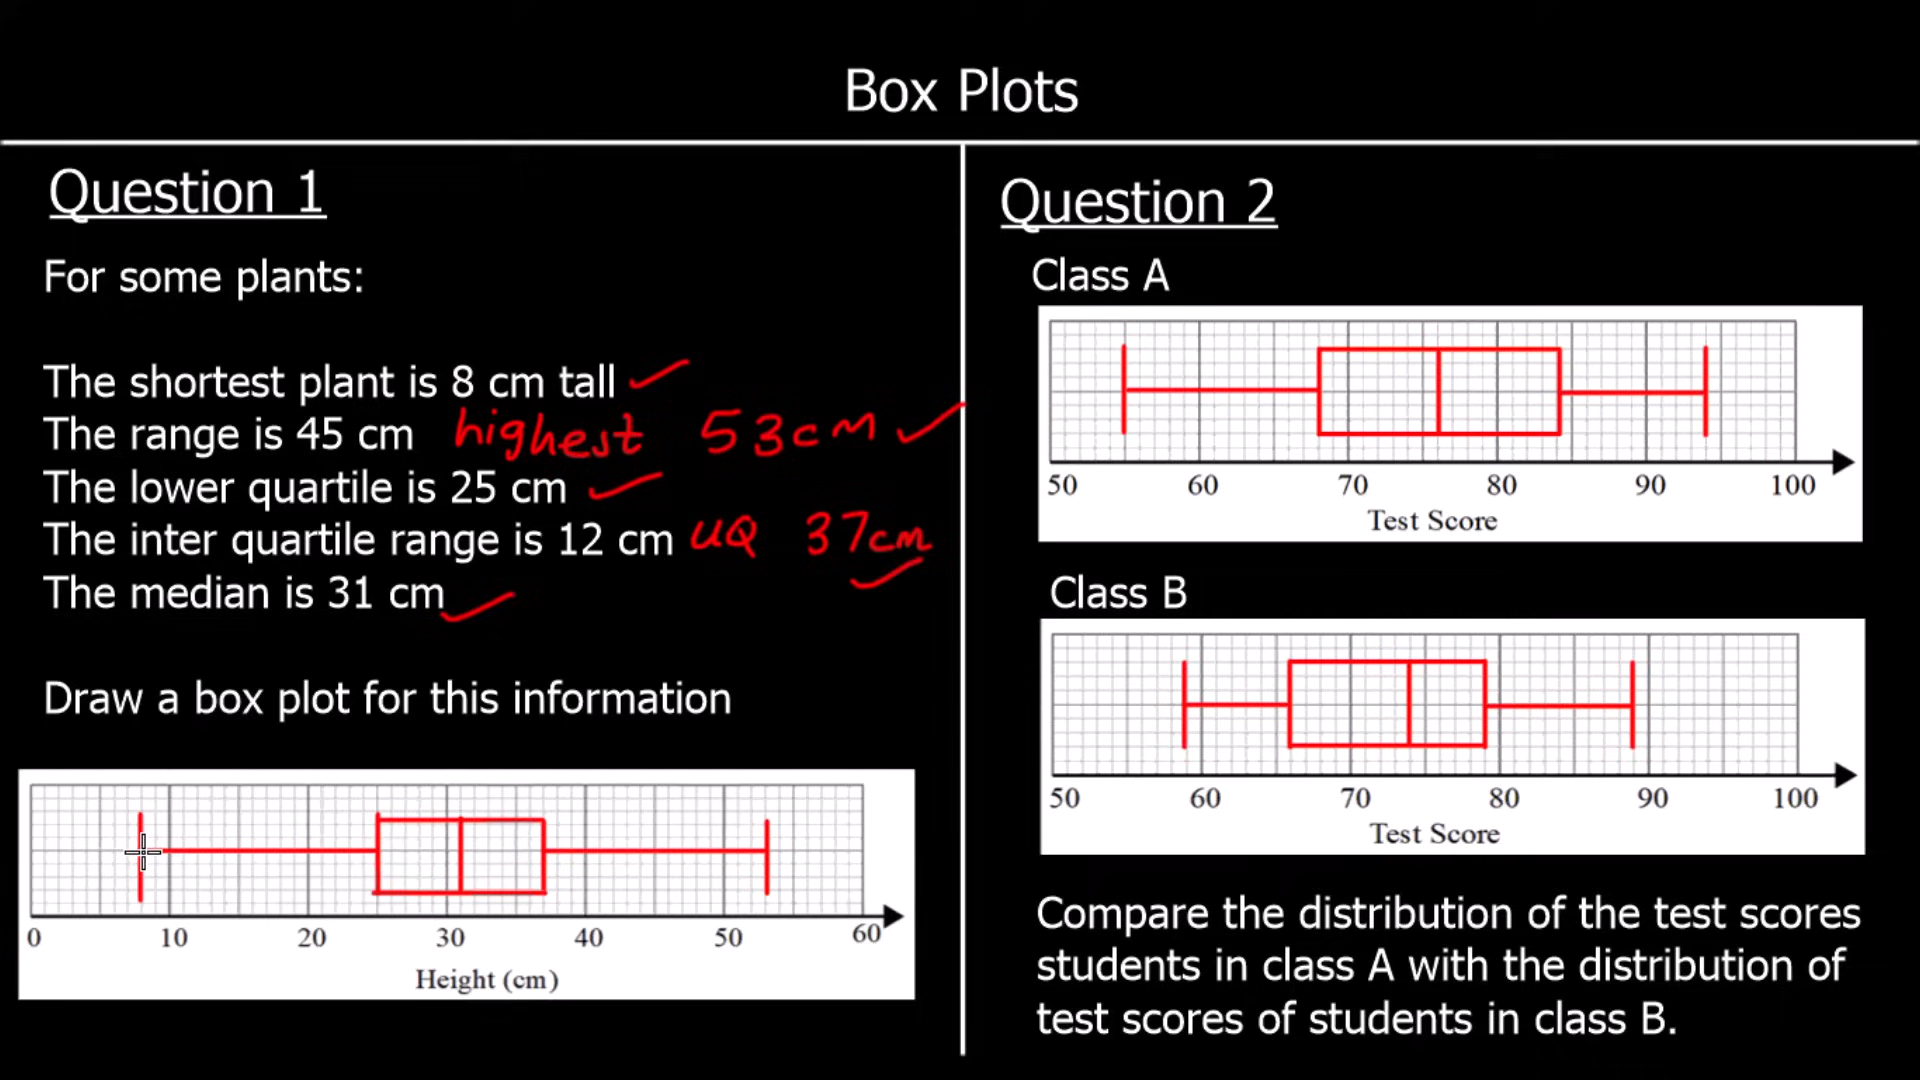 Box Plots
Question 1
For some plants:
The shortest plant is 8 cm tall
The range is 45 cm highest 53cm
The lower quartile is 25 cm
The inter quartile range is 12 cm UQ 37cm
The median is 31 cm
Draw a box plot for this information
0 10 20 30 40 50 60
Height (cm)
Question 2
Class A
50 60 70 80 90 100
Test Score
Class B
50 60 70 80 90 100
Test Score
Compare the distribution of the test scores
students in class A with the distribution of
test scores of students in class B.